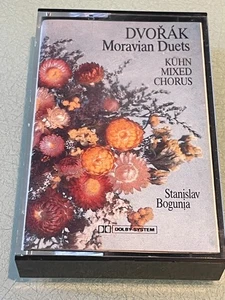 DVOŘÁK
Moravian Duets
KÜHN
MIXED
CHORUS
Stanislav
Bogunia
DOLBY SYSTEM